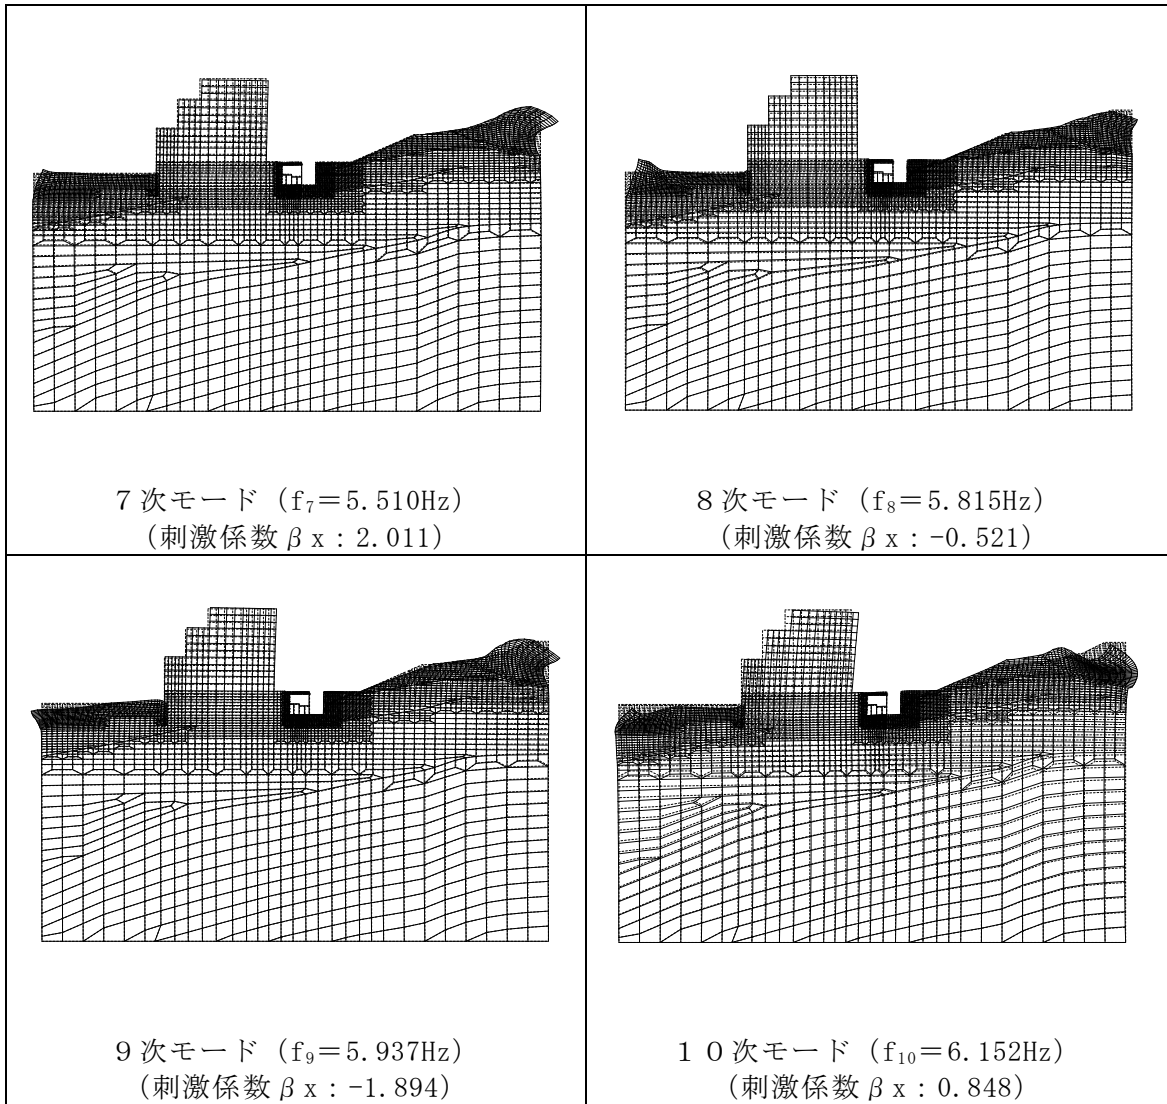 ７次モード（f₇＝5.510Hz）
（刺激係数βx：2.011）
８次モード（f₈＝5.815Hz）
（刺激係数βx：-0.521）
９次モード（f₉＝5.937Hz）
（刺激係数βx：-1.894）
１０次モード（f₁₀＝6.152Hz）
（刺激係数βx：0.848）